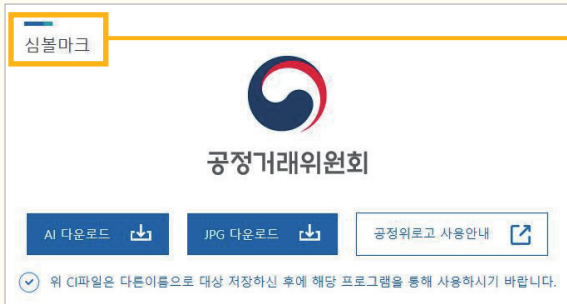 심볼마크
공정거래위원회
AI 다운로드
JPG 다운로드
공정위로고 사용안내
위 CI파일은 다른이름으로 대상 저장하신 후에 해당 프로그램을 통해 사용하시기 바랍니다.